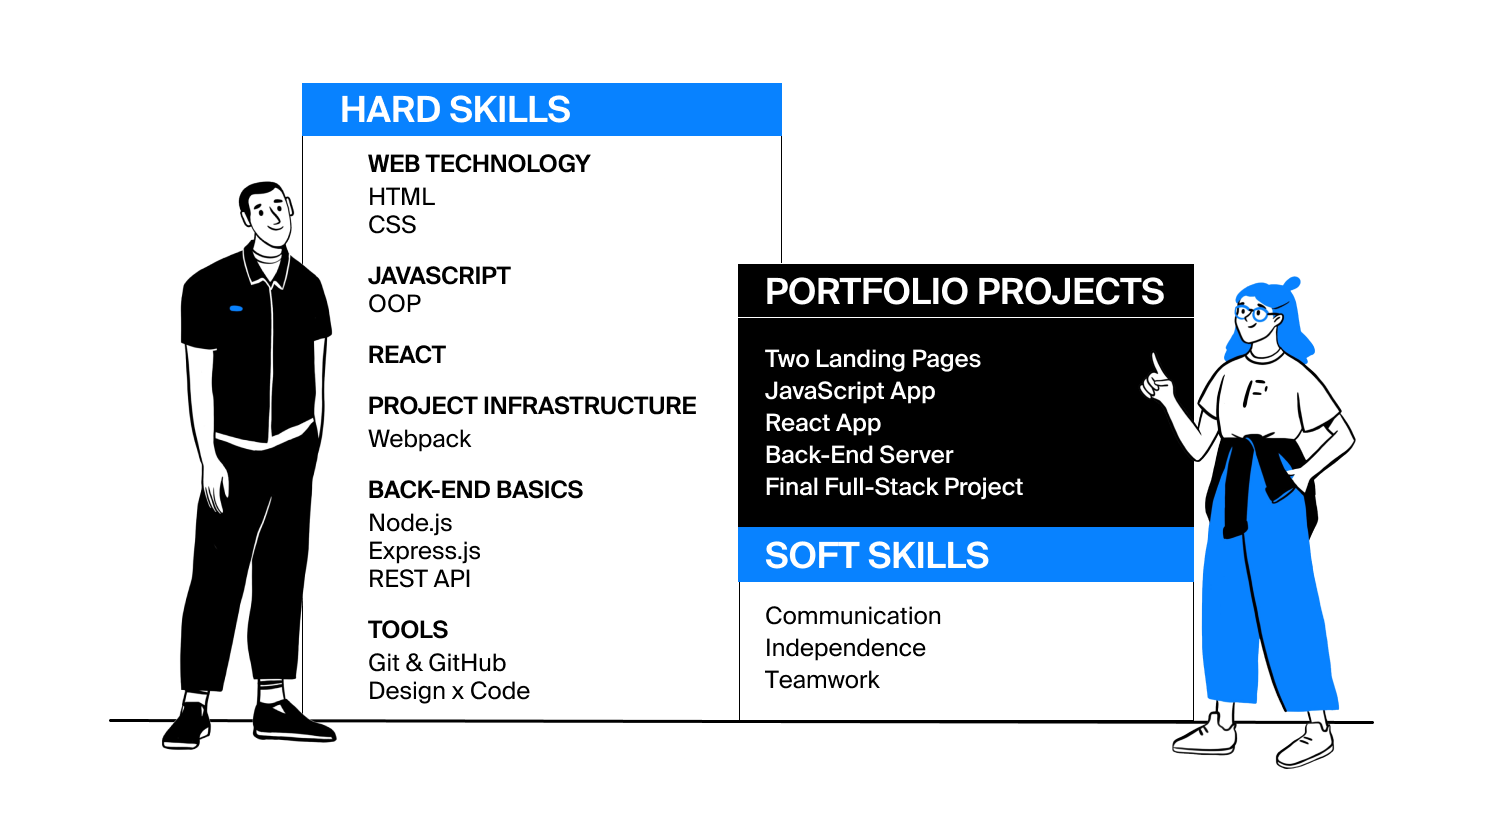 HARD SKILLS
WEB TECHNOLOGY
HTML
CSS
JAVASCRIPT
OOP
REACT
PROJECT INFRASTRUCTURE
Webpack
BACK-END BASICS
Node.js
Express.js
REST API
TOOLS
Git & GitHub
Design x Code
PORTFOLIO PROJECTS
Two Landing Pages
JavaScript App
React App
Back-End Server
Final Full-Stack Project
SOFT SKILLS
Communication
Independence
Teamwork